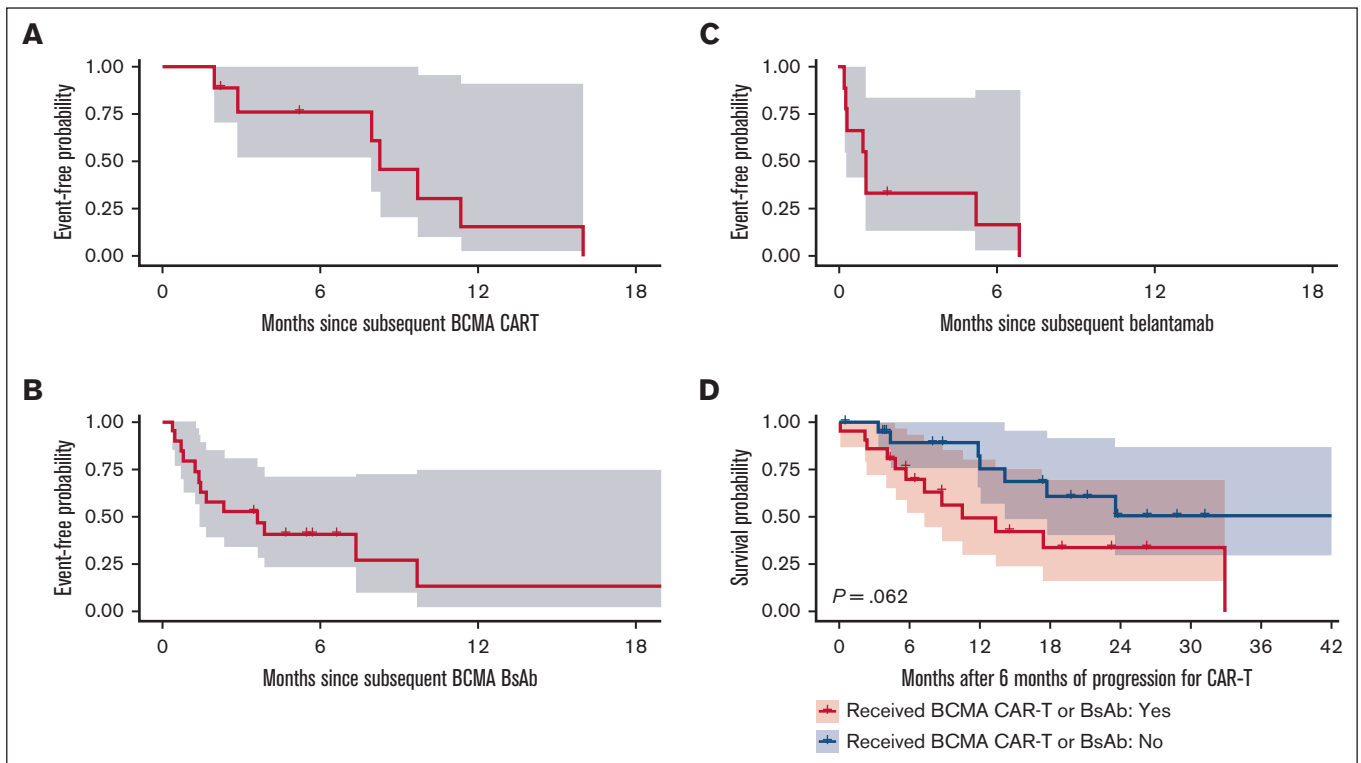 A
Event-free probability
1.00
0.75
0.50
0.25
0.00
0 6 12 18
Months since subsequent BCMA CART
B
Event-free probability
1.00
0.75
0.50
0.25
0.00
0 6 12 18
Months since subsequent BCMA BsAb
C
Event-free probability
1.00
0.75
0.50
0.25
0.00
0 6 12 18
Months since subsequent belantamab
D
Survival probability
1.00
0.75
0.50
0.25
0.00
P = .062
0 6 12 18 24 30 36 42
Months after 6 months of progression for CAR-T
Received BCMA CAR-T or BsAb: Yes
Received BCMA CAR-T or BsAb: No